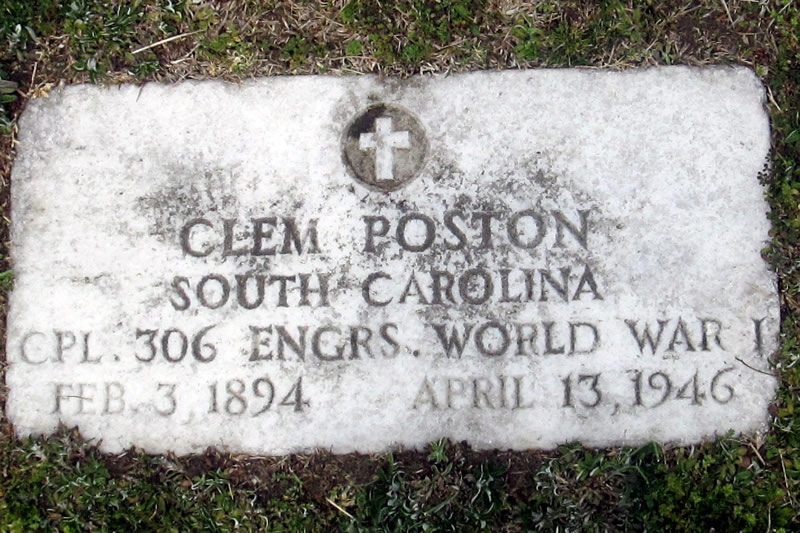 CLEM POSTON
SOUTH CAROLINA
CPL. 306 ENGRS. WORLD WAR I
FEB. 3, 1894 APRIL 13, 1946